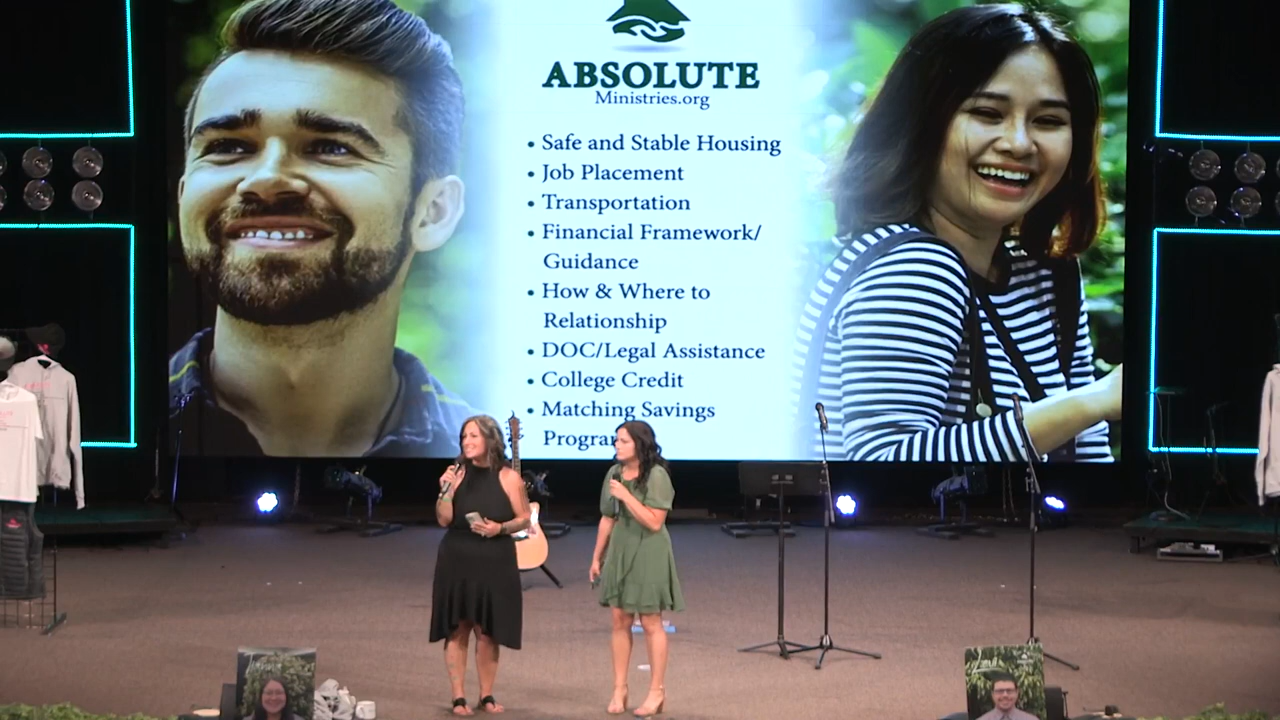 ABSOLUTE
Ministries.org
• Safe and Stable Housing
• Job Placement
• Transportation
• Financial Framework/
Guidance
• How & Where to
Relationship
• DOC/Legal Assistance
• College Credit
• Matching Savings